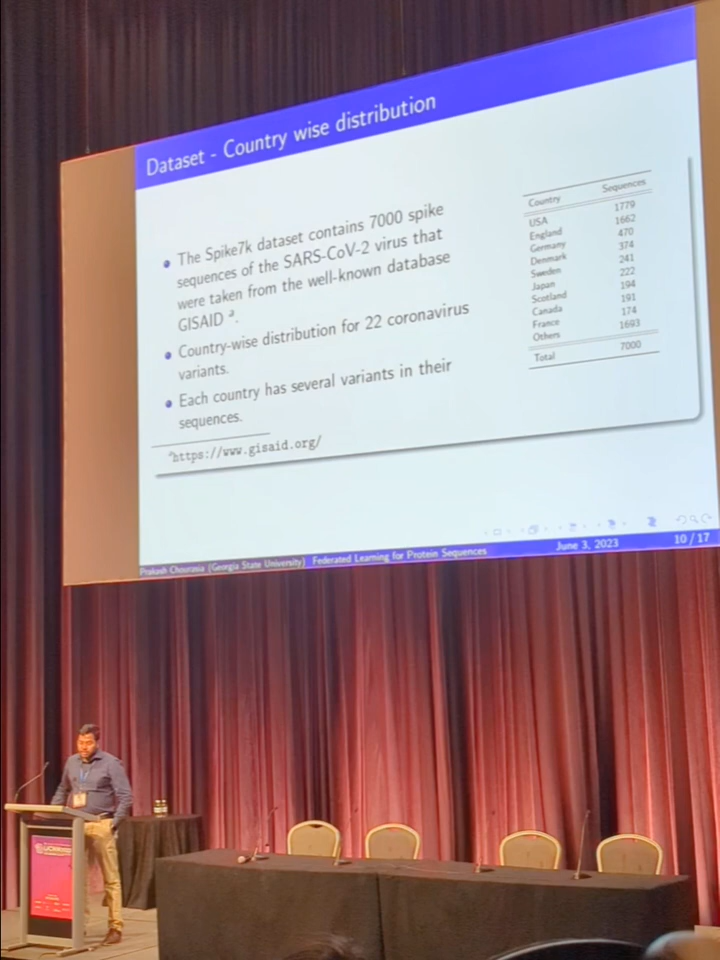 Dataset - Country wise distribution
The Spike7k dataset contains 7000 spike
sequences of the SARS-CoV-2 virus that
were taken from the well-known database
GISAID a.
Country-wise distribution for 22 coronavirus
variants.
Each country has several variants in their
sequences.
a https://www.gisaid.org/
Country Sequences
USA 1779
England 1662
Germany 470
Denmark 374
Sweden 241
Japan 222
Scotland 194
Canada 191
France 174
Others 1693
Total 7000
Prakash Chourasia (Georgia State University) Federated Learning for Protein Sequences June 3, 2023 10 / 17